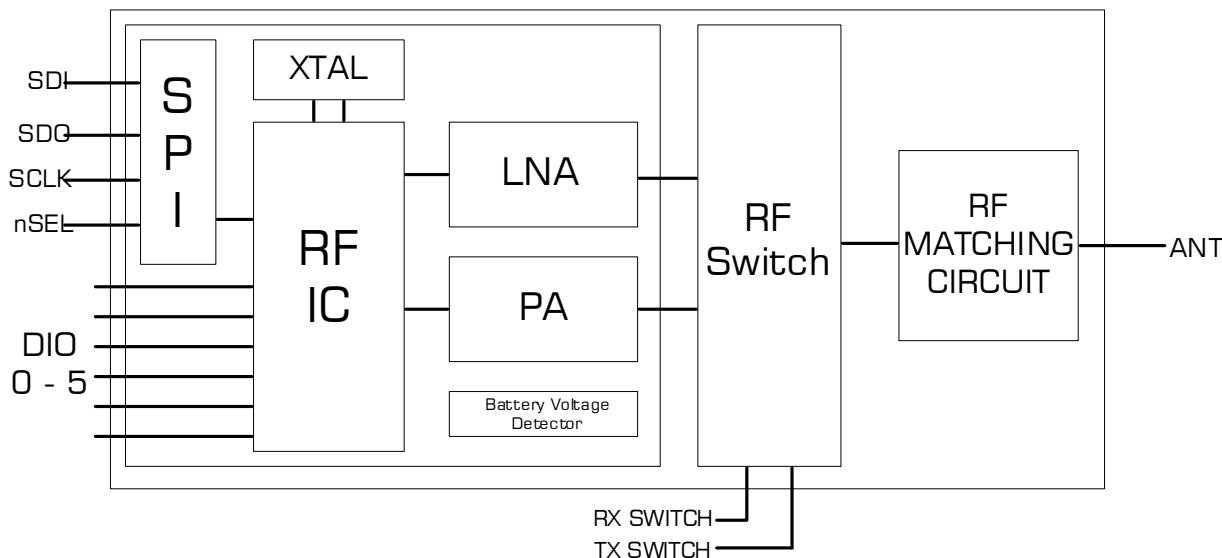 SDI
SDO
SCLK
nSEL
DIO
0 - 5
S
P
I
XTAL
RF
IC
LNA
PA
Battery Voltage
Detector
RF
Switch
RF
MATCHING
CIRCUIT
ANT
RX SWITCH
TX SWITCH